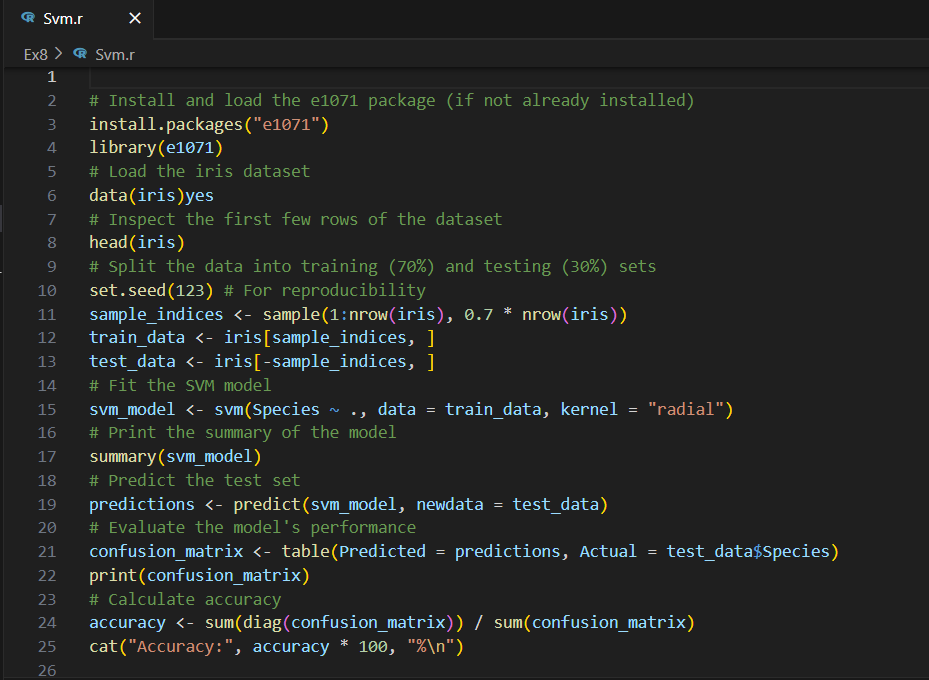 Svm.r ×
Ex8 > Svm.r
1
2 # Install and load the e1071 package (if not already installed)
3 install.packages("e1071")
4 library(e1071)
5 # Load the iris dataset
6 data(iris)yes
7 # Inspect the first few rows of the dataset
8 head(iris)
9 # Split the data into training (70%) and testing (30%) sets
10 set.seed(123) # For reproducibility
11 sample_indices <- sample(1:nrow(iris), 0.7 * nrow(iris))
12 train_data <- iris[sample_indices, ]
13 test_data <- iris[-sample_indices, ]
14 # Fit the SVM model
15 svm_model <- svm(Species ~ ., data = train_data, kernel = "radial")
16 # Print the summary of the model
17 summary(svm_model)
18 # Predict the test set
19 predictions <- predict(svm_model, newdata = test_data)
20 # Evaluate the model's performance
21 confusion_matrix <- table(Predicted = predictions, Actual = test_data$Species)
22 print(confusion_matrix)
23 # Calculate accuracy
24 accuracy <- sum(diag(confusion_matrix)) / sum(confusion_matrix)
25 cat("Accuracy:", accuracy * 100, "%\n")
26